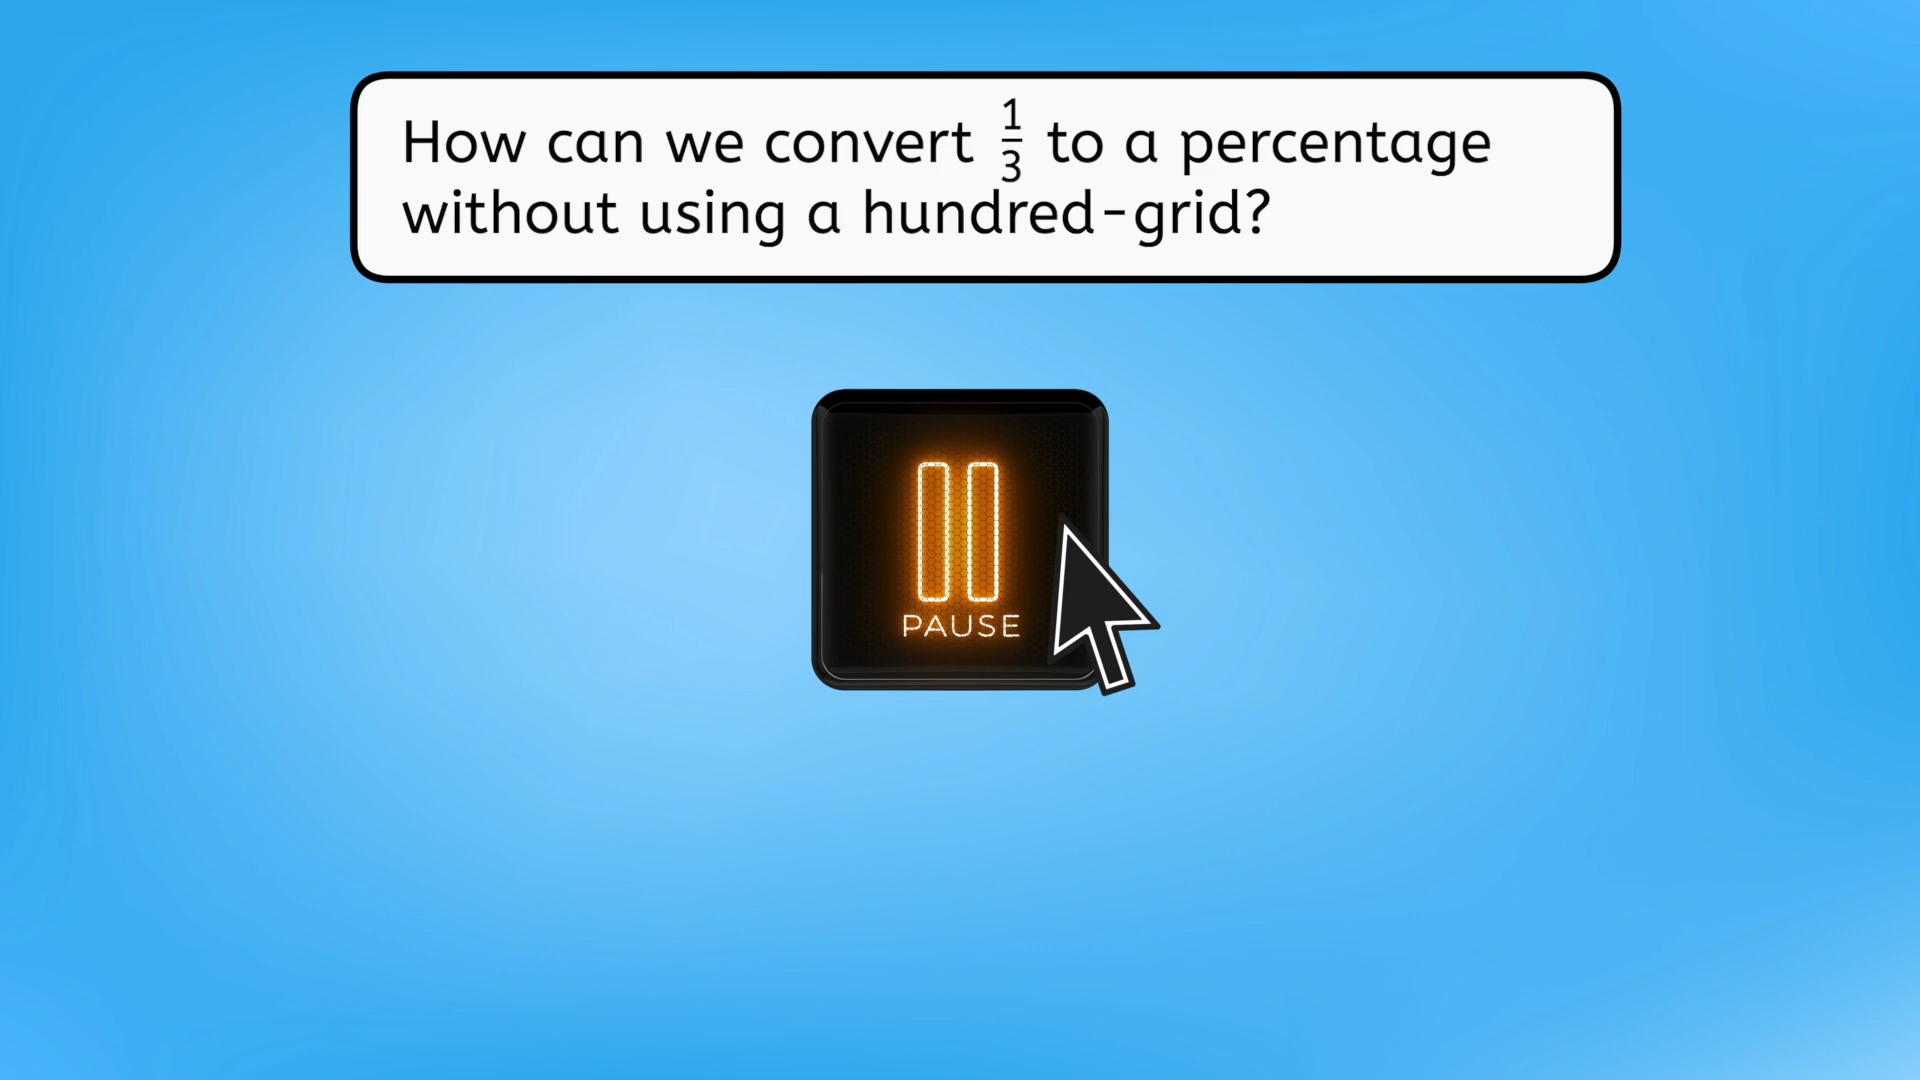 How can we convert 1/3 to a percentage
without using a hundred-grid?
PAUSE